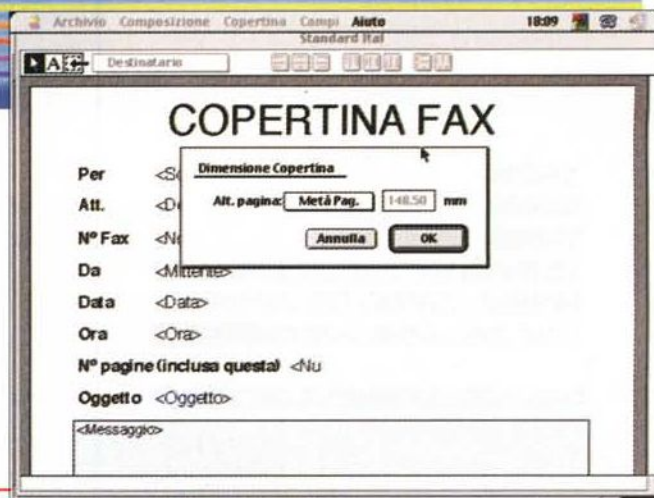 Archivio Composizione Copertina Campi Aiuto 18:09
Standard Ital
A Destinatario
COPERTINA FAX
Dimensione Copertina
Per <S
Alt. pagina: Metà Pag. 148.50 mm
Att. <D
Annulla OK
Nº Fax <N
Da <Mittente>
Data <Data>
Ora <Ora>
Nº pagine (inclusa questa) <Nu
Oggetto <Oggetto>
<Messaggio>